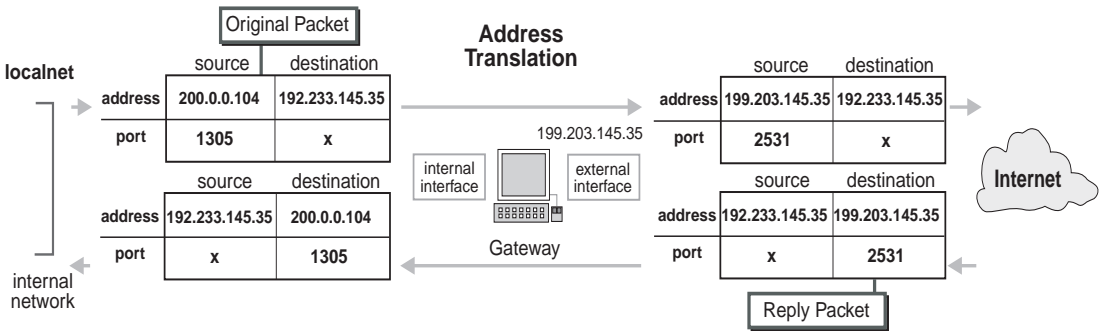 Original Packet
Address
Translation
localnet
source destination
address 200.0.0.104 192.233.145.35
port 1305 x
source destination
address 199.203.145.35 192.233.145.35
port 2531 x
199.203.145.35
internal
interface
external
interface
Gateway
source destination
address 192.233.145.35 200.0.0.104
port x 1305
source destination
address 192.233.145.35 199.203.145.35
port x 2531
Internet
internal
network
Reply Packet